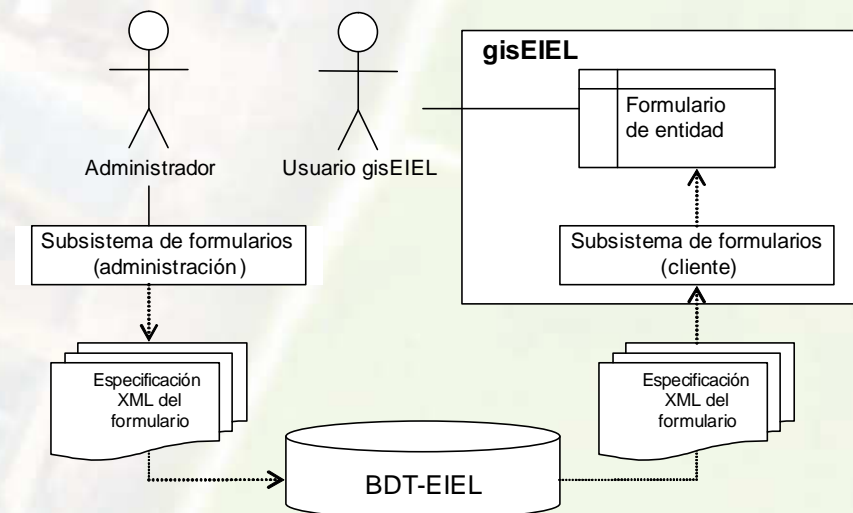 gisEIEL
Formulario
de entidad
Administrador
Usuario gisEIEL
Subsistema de formularios
(administración)
Subsistema de formularios
(cliente)
Especificación
XML del
formulario
Especificación
XML del
formulario
BDT-EIEL